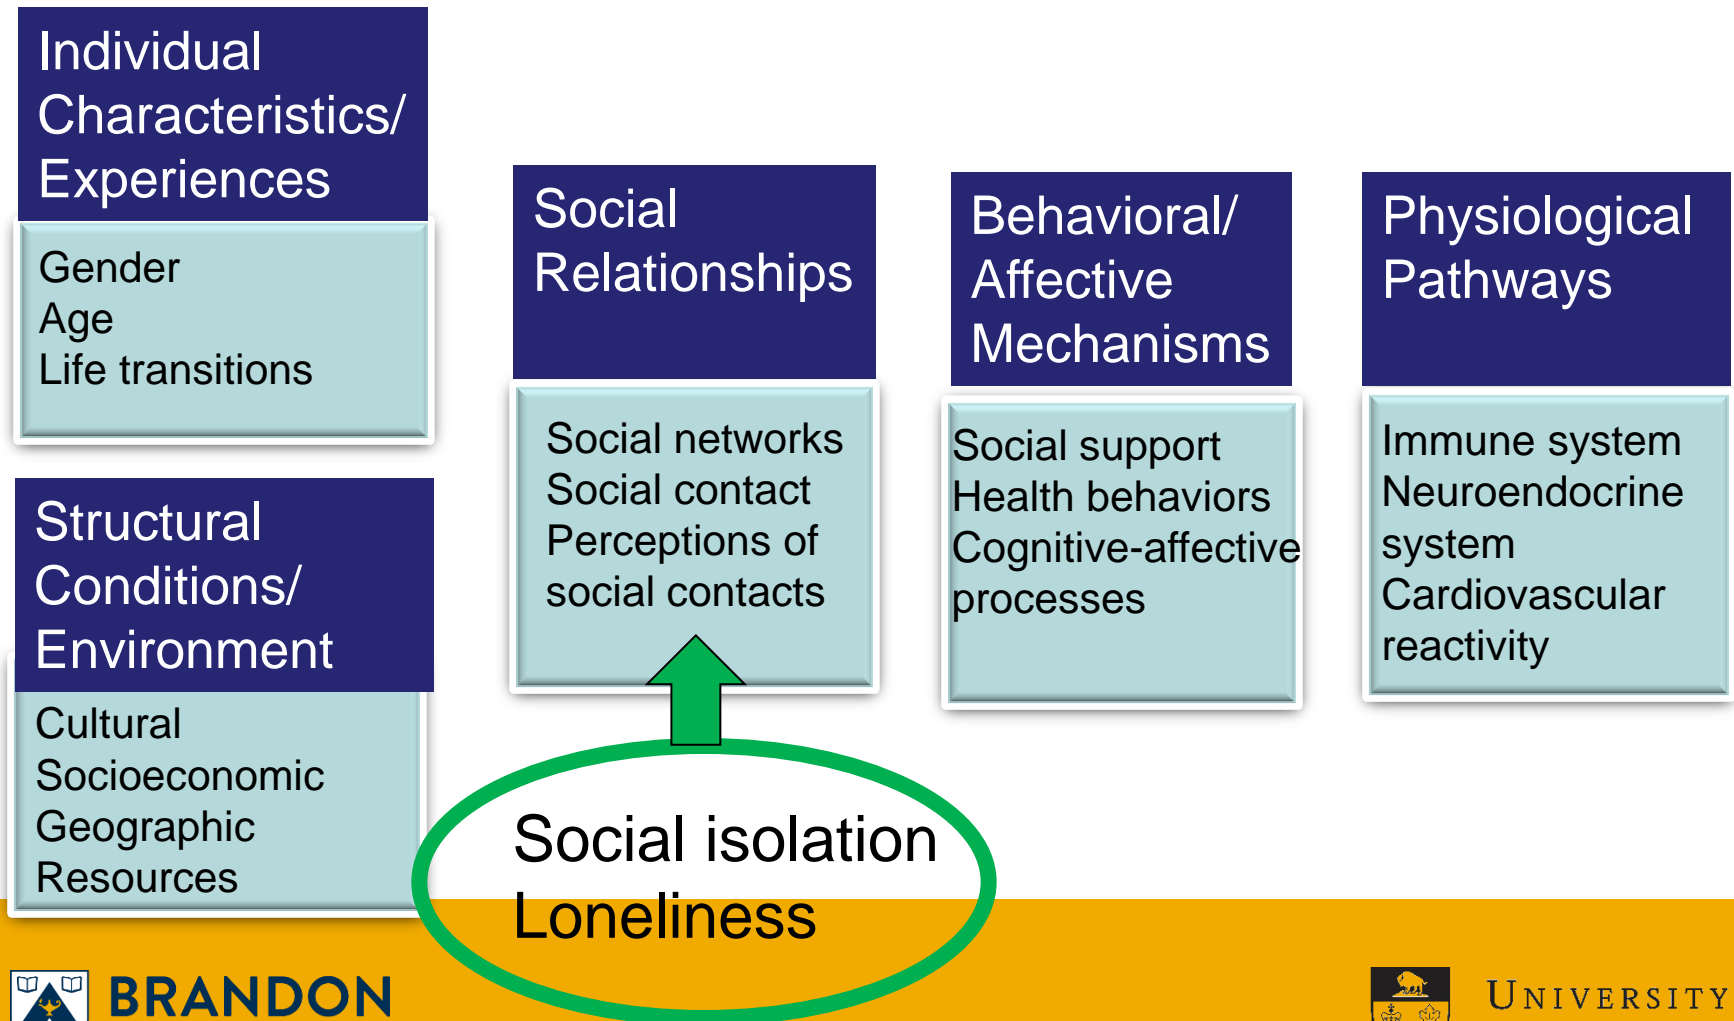 Individual
Characteristics/
Experiences
Gender
Age
Life transitions
Structural
Conditions/
Environment
Cultural
Socioeconomic
Geographic
Resources
Social
Relationships
Social networks
Social contact
Perceptions of
social contacts
Social isolation
Loneliness
Behavioral/
Affective
Mechanisms
Social support
Health behaviors
Cognitive-affective
processes
Physiological
Pathways
Immune system
Neuroendocrine
system
Cardiovascular
reactivity
BRANDON
UNIVERSITY